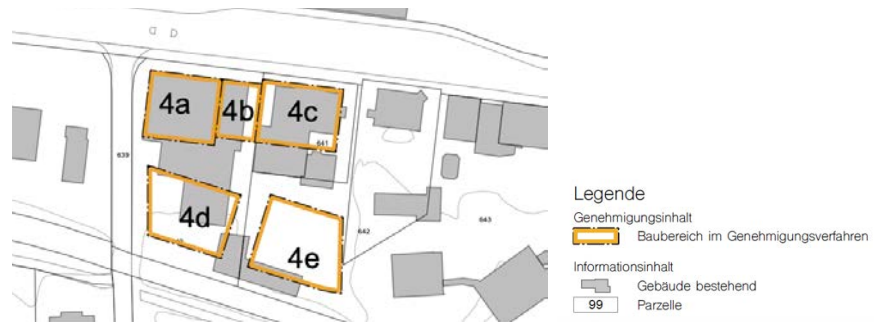 4a
4b
4c
641
639
4d
4e
642
643
Legende
Genehmigungsinhalt
Baubereich im Genehmigungsverfahren
Informationsinhalt
Gebäude bestehend
99 Parzelle